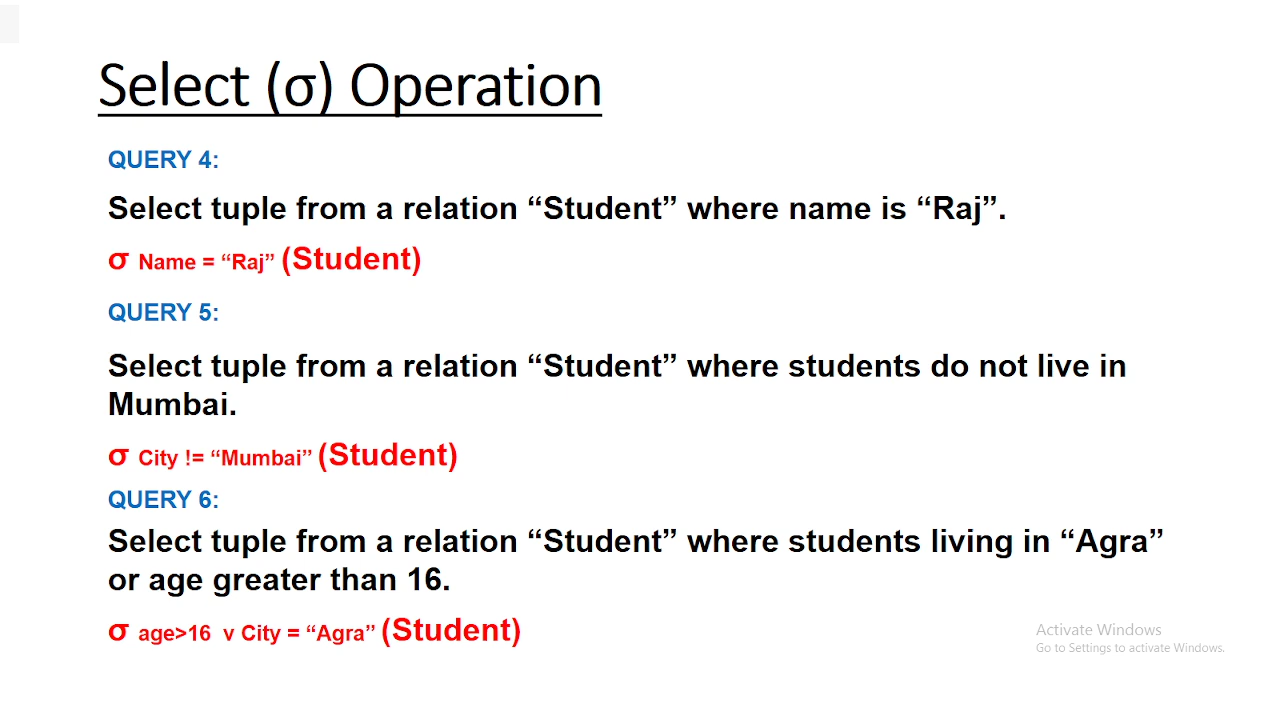 Select (σ) Operation
QUERY 4:
Select tuple from a relation “Student” where name is “Raj”.
σ Name = “Raj” (Student)
QUERY 5:
Select tuple from a relation “Student” where students do not live in
Mumbai.
σ City != “Mumbai” (Student)
QUERY 6:
Select tuple from a relation “Student” where students living in “Agra”
or age greater than 16.
σ age>16 v City = “Agra” (Student)
Activate Windows
Go to Settings to activate Windows.